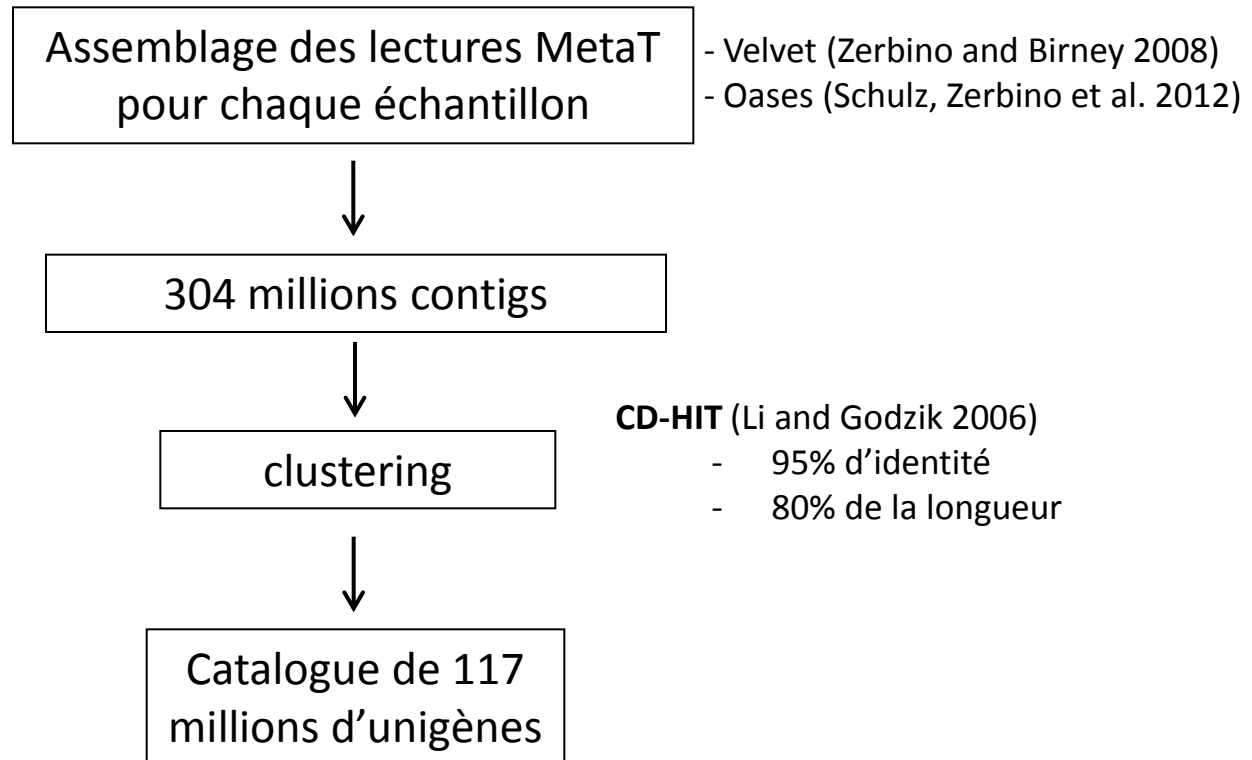 Assemblage des lectures MetaT
pour chaque échantillon
- Velvet (Zerbino and Birney 2008)
- Oases (Schulz, Zerbino et al. 2012)
304 millions contigs
clustering
CD-HIT (Li and Godzik 2006)
- 95% d’identité
- 80% de la longueur
Catalogue de 117
millions d’unigènes